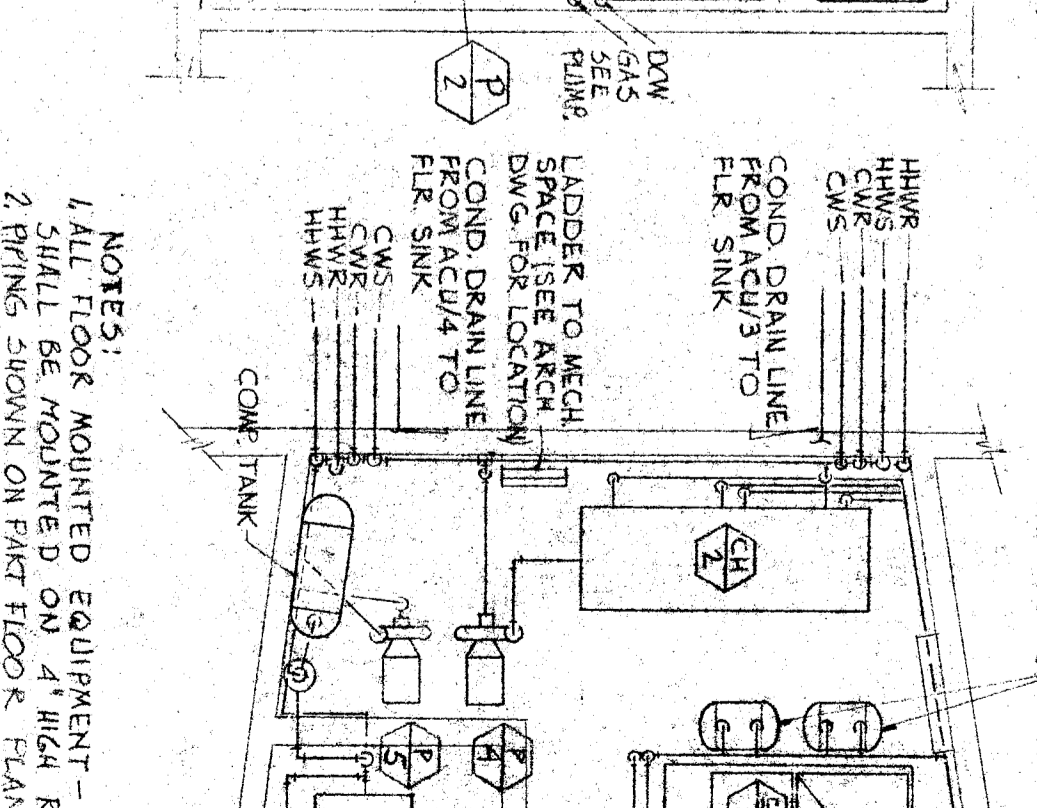 DCW
GAS
SEE
PLUMB.
P
2
HHWR
HHWS
CWR
CWS
COND. DRAIN LINE
FROM ACU/3 TO
FLR. SINK
LADDER TO MECH.
SPACE (SEE ARCH
DWG. FOR LOCATION)
COND. DRAIN LINE
FROM ACU/4 TO
FLR. SINK
CWS
CWR
HHWR
HHWS
COMP. TANK
CH
2
P
4
P
5
NOTES:
1. ALL FLOOR MOUNTED EQUIPMENT -
SHALL BE MOUNTED ON 4" HIGH
2. PIPING SHOWN ON PART FLOOR PLAN